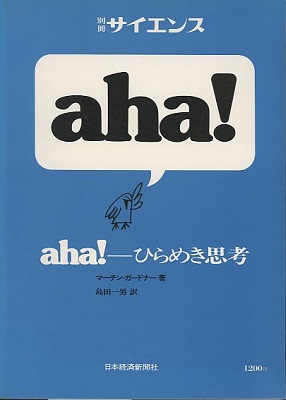 別冊 サイエンス
aha!
aha!—ひらめき思考
マーチン・ガードナー 著
島田一男 訳
日本経済新聞社
1200円